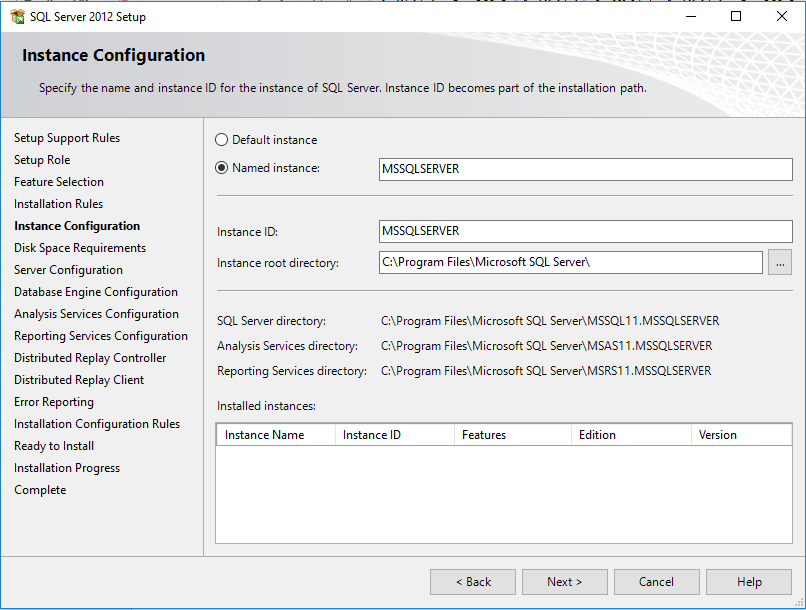 SQL Server 2012 Setup
Instance Configuration
Specify the name and instance ID for the instance of SQL Server. Instance ID becomes part of the installation path.
Setup Support Rules
Setup Role
Feature Selection
Installation Rules
Instance Configuration
Disk Space Requirements
Server Configuration
Database Engine Configuration
Analysis Services Configuration
Reporting Services Configuration
Distributed Replay Controller
Distributed Replay Client
Error Reporting
Installation Configuration Rules
Ready to Install
Installation Progress
Complete
Default instance
Named instance: MSSQLSERVER
Instance ID: MSSQLSERVER
Instance root directory: C:\Program Files\Microsoft SQL Server\ ...
SQL Server directory: C:\Program Files\Microsoft SQL Server\MSSQL11.MSSQLSERVER
Analysis Services directory: C:\Program Files\Microsoft SQL Server\MSAS11.MSSQLSERVER
Reporting Services directory: C:\Program Files\Microsoft SQL Server\MSRS11.MSSQLSERVER
Installed instances:
Instance Name Instance ID Features Edition Version
< Back Next > Cancel Help